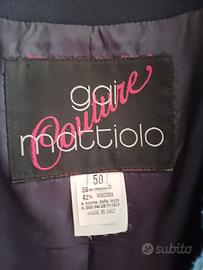 gai
Couture
mattiolo
50
58
42% VISCOSA
MADE IN ITALY
subito